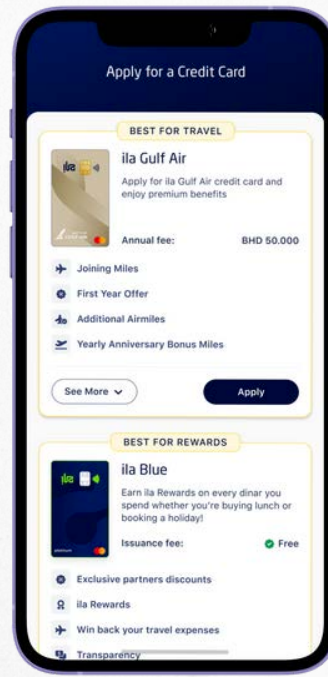 Apply for a Credit Card
BEST FOR TRAVEL
ila
ila Gulf Air
Apply for ila Gulf Air credit card and
enjoy premium benefits
Annual fee: BHD 50.000
Joining Miles
First Year Offer
Additional Airmiles
Yearly Anniversary Bonus Miles
See More
Apply
BEST FOR REWARDS
ila
ila Blue
Earn ila Rewards on every dinar you
spend whether you're buying lunch or
booking a holiday!
Issuance fee: Free
platinum
Exclusive partners discounts
ila Rewards
Win back your travel expenses
Transparency